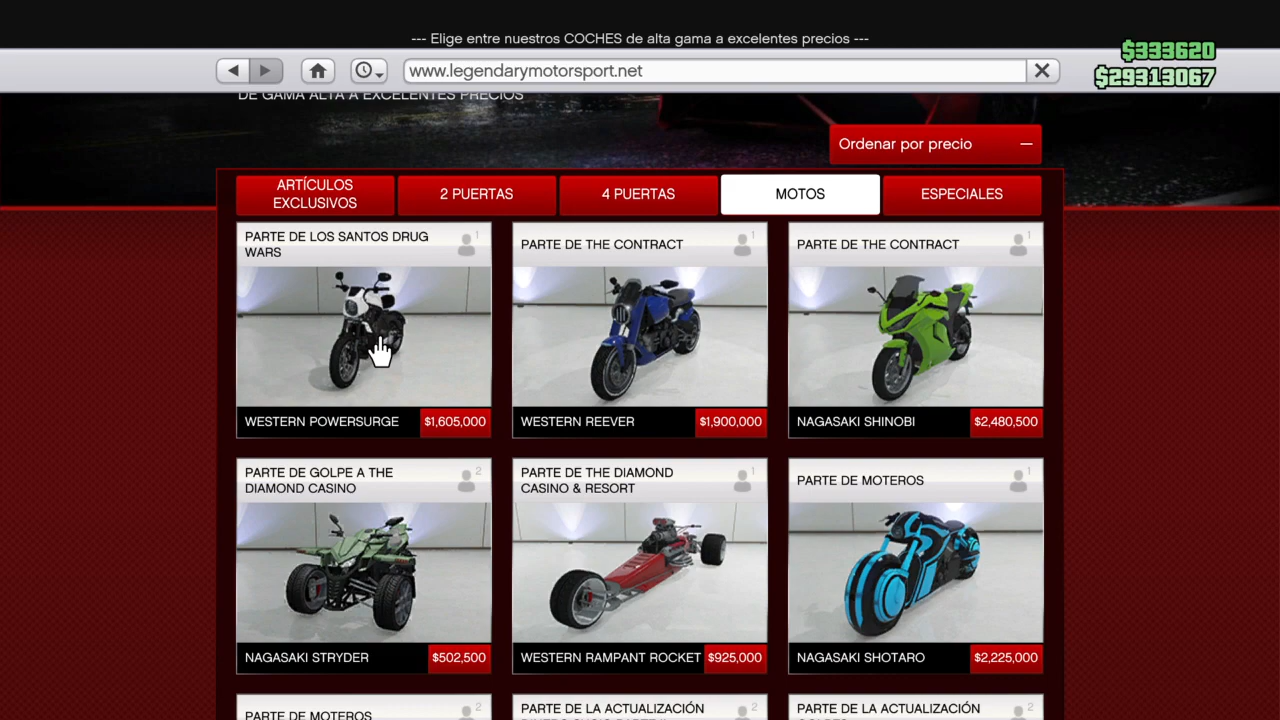 --- Elige entre nuestros COCHES de alta gama a excelentes precios ---
$333620
www.legendarymotorsport.net
$29313067
DE GAMA ALTA A EXCELENTES PRECIOS
Ordenar por precio
ARTÍCULOS
EXCLUSIVOS
2 PUERTAS
4 PUERTAS
MOTOS
ESPECIALES
PARTE DE LOS SANTOS DRUG
WARS
1
PARTE DE THE CONTRACT
1
PARTE DE THE CONTRACT
1
WESTERN POWERSURGE
$1,605,000
WESTERN REEVER
$1,900,000
NAGASAKI SHINOBI
$2,480,500
PARTE DE GOLPE A THE
DIAMOND CASINO
2
PARTE DE THE DIAMOND
CASINO & RESORT
1
PARTE DE MOTEROS
1
NAGASAKI STRYDER
$502,500
WESTERN RAMPANT ROCKET
$925,000
NAGASAKI SHOTARO
$2,225,000
PARTE DE MOTEROS
2
PARTE DE LA ACTUALIZACIÓN
2
PARTE DE LA ACTUALIZACIÓN
2